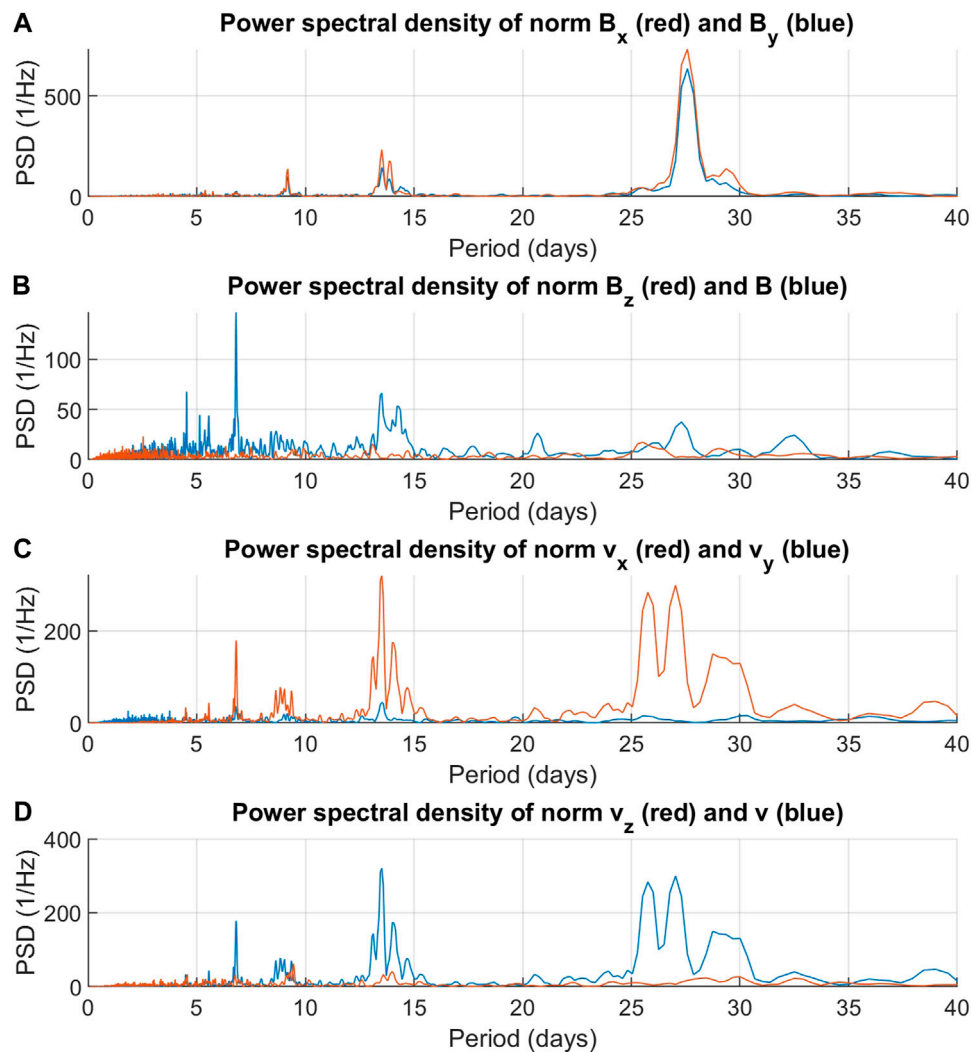 A
Power spectral density of norm Bx (red) and By (blue)
PSD (1/Hz)
500
0
0 5 10 15 20 25 30 35 40
Period (days)
B
Power spectral density of norm Bz (red) and B (blue)
PSD (1/Hz)
100
50
0
0 5 10 15 20 25 30 35 40
Period (days)
C
Power spectral density of norm vx (red) and vy (blue)
PSD (1/Hz)
200
0
0 5 10 15 20 25 30 35 40
Period (days)
D
Power spectral density of norm vz (red) and v (blue)
PSD (1/Hz)
400
200
0
0 5 10 15 20 25 30 35 40
Period (days)